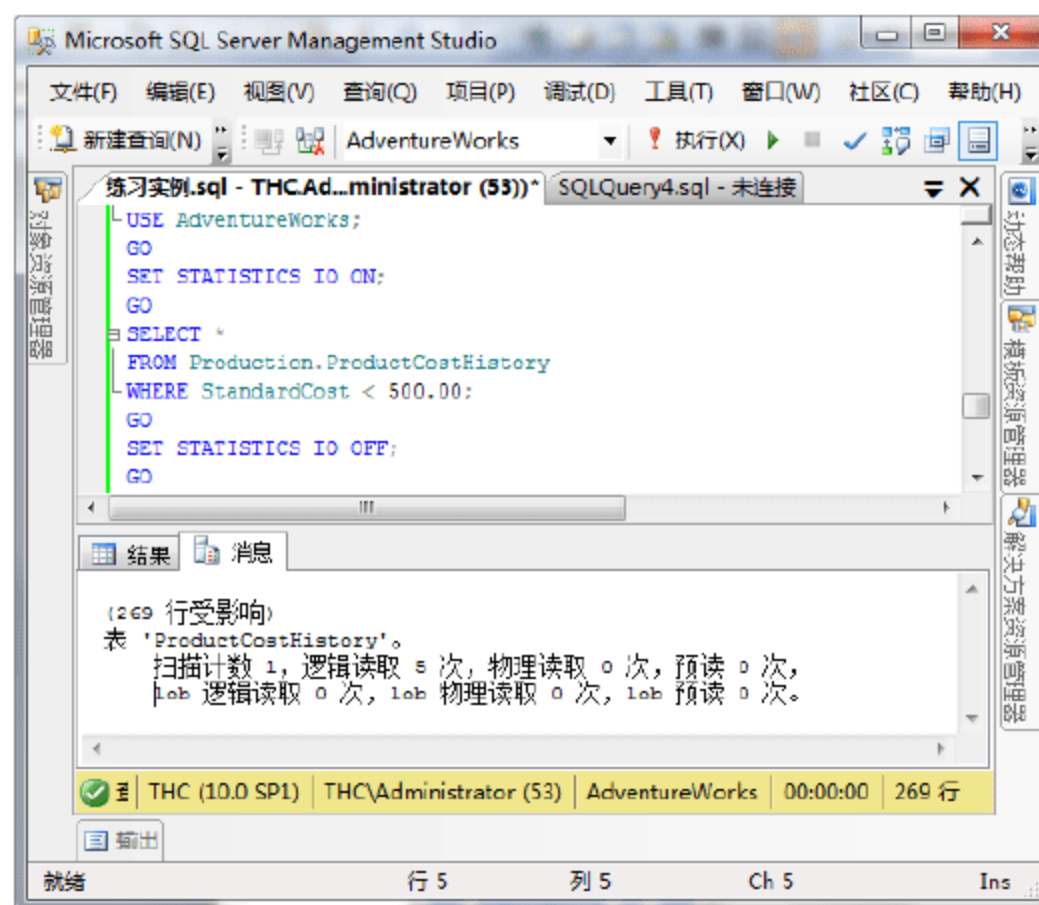 Microsoft SQL Server Management Studio
文件(F) 编辑(E) 视图(V) 查询(Q) 项目(P) 调试(D) 工具(T) 窗口(W) 社区(C) 帮助(H)
新建查询(N) AdventureWorks 执行(X)
练习实例.sql - THC.Ad...ministrator (53))* SQLQuery4.sql - 未连接
对象资源管理器
USE AdventureWorks;
GO
SET STATISTICS IO ON;
GO
SELECT *
FROM Production.ProductCostHistory
WHERE StandardCost < 500.00;
GO
SET STATISTICS IO OFF;
GO
动态帮助
模板资源管理器
解决方案资源管理器
结果 消息
(269 行受影响)
表 'ProductCostHistory'。
扫描计数 1, 逻辑读取 5 次, 物理读取 0 次, 预读 0 次,
lob 逻辑读取 0 次, lob 物理读取 0 次, lob 预读 0 次。
THC (10.0 SP1) THC\Administrator (53) AdventureWorks 00:00:00 269 行
输出
就绪 行 5 列 5 Ch 5 Ins